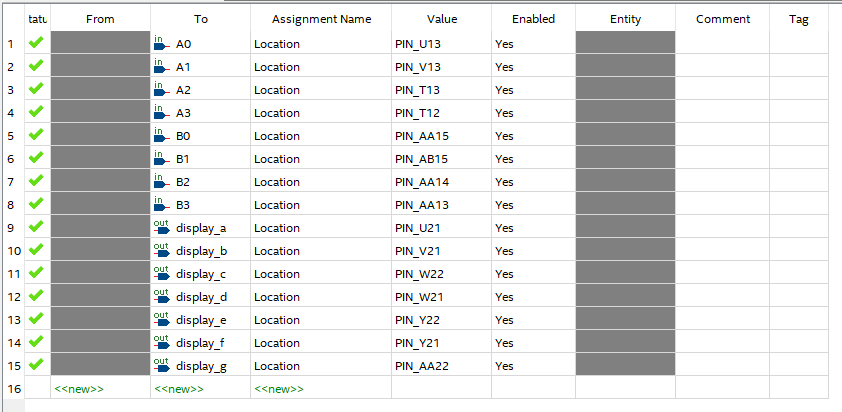 tatu From To Assignment Name Value Enabled Entity Comment Tag
1 in A0 Location PIN_U13 Yes
2 in A1 Location PIN_V13 Yes
3 in A2 Location PIN_T13 Yes
4 in A3 Location PIN_T12 Yes
5 in B0 Location PIN_AA15 Yes
6 in B1 Location PIN_AB15 Yes
7 in B2 Location PIN_AA14 Yes
8 in B3 Location PIN_AA13 Yes
9 out display_a Location PIN_U21 Yes
10 out display_b Location PIN_V21 Yes
11 out display_c Location PIN_W22 Yes
12 out display_d Location PIN_W21 Yes
13 out display_e Location PIN_Y22 Yes
14 out display_f Location PIN_Y21 Yes
15 out display_g Location PIN_AA22 Yes
16 <<new>> <<new>> <<new>>